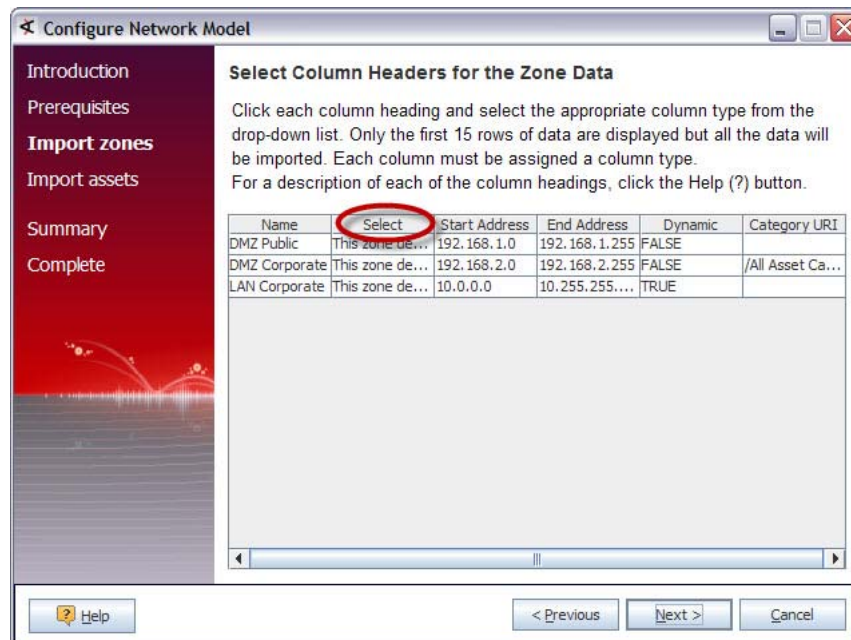 Configure Network Model
Introduction
Prerequisites
Import zones
Import assets
Summary
Complete
Select Column Headers for the Zone Data
Click each column heading and select the appropriate column type from the
drop-down list. Only the first 15 rows of data are displayed but all the data will
be imported. Each column must be assigned a column type.
For a description of each of the column headings, click the Help (?) button.
Name Select Start Address End Address Dynamic Category URI
DMZ Public This zone de... 192.168.1.0 192.168.1.255 FALSE
DMZ Corporate This zone de... 192.168.2.0 192.168.2.255 FALSE /All Asset Ca...
LAN Corporate This zone de... 10.0.0.0 10.255.255.... TRUE
Help
< Previous
Next >
Cancel